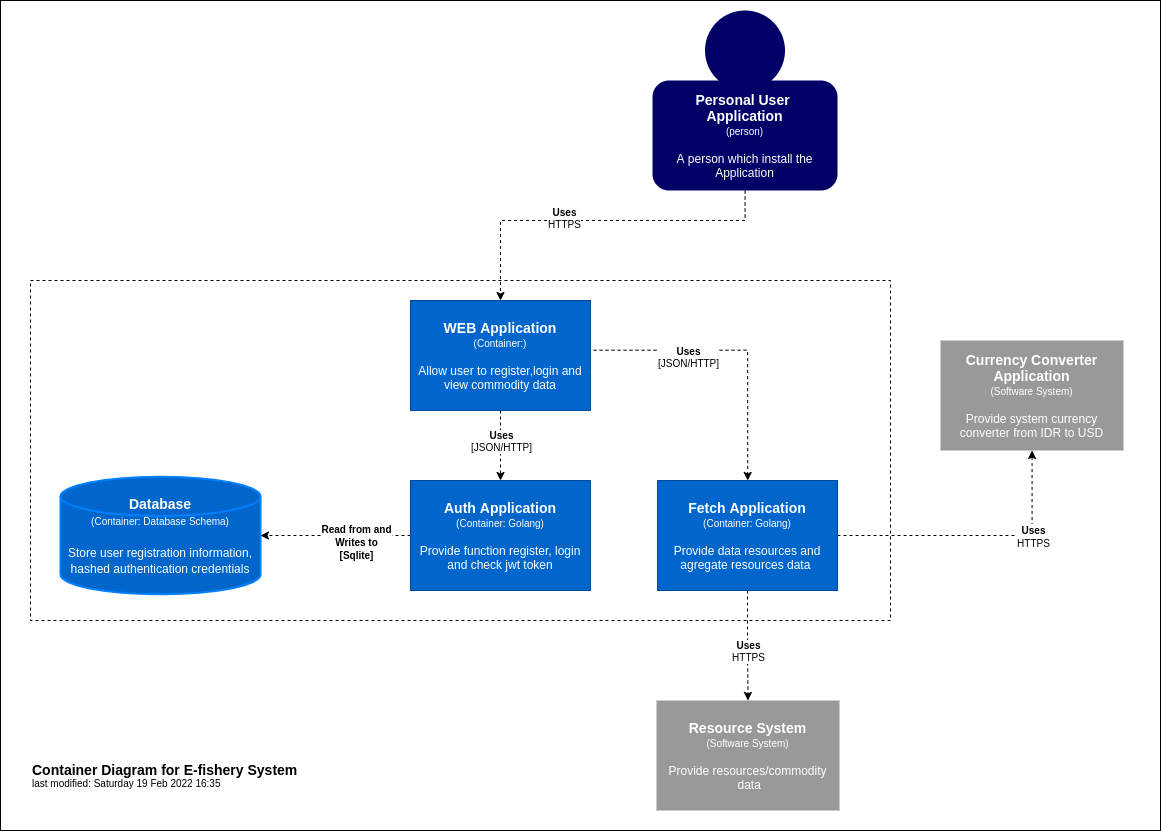 Personal User
Application
(person)
A person which install the
Application
Uses
HTTPS
WEB Application
(Container:)
Allow user to register,login and
view commodity data
Uses
[JSON/HTTP]
Uses
[JSON/HTTP]
Currency Converter
Application
(Software System)
Provide system currency
converter from IDR to USD
Database
(Container: Database Schema)
Store user registration information,
hashed authentication credentials
Read from and
Writes to
[Sqlite]
Auth Application
(Container: Golang)
Provide function register, login
and check jwt token
Fetch Application
(Container: Golang)
Provide data resources and
agregate resources data
Uses
HTTPS
Uses
HTTPS
Resource System
(Software System)
Provide resources/commodity
data
Container Diagram for E-fishery System
last modified: Saturday 19 Feb 2022 16:35